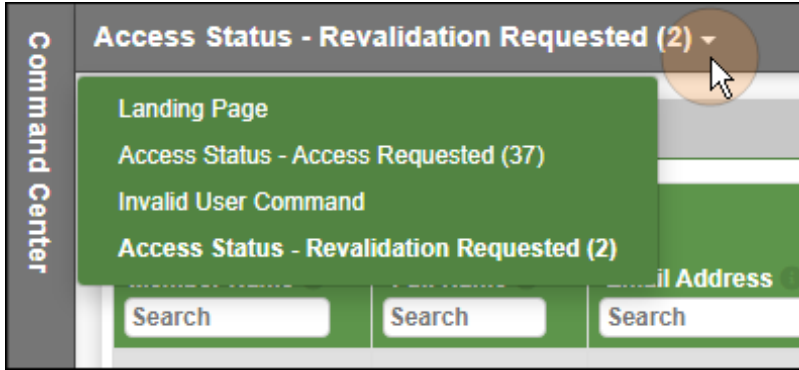 Command Center
Access Status - Revalidation Requested (2)
Landing Page
Access Status - Access Requested (37)
Invalid User Command
Access Status - Revalidation Requested (2)
ail Address
Search Search Search